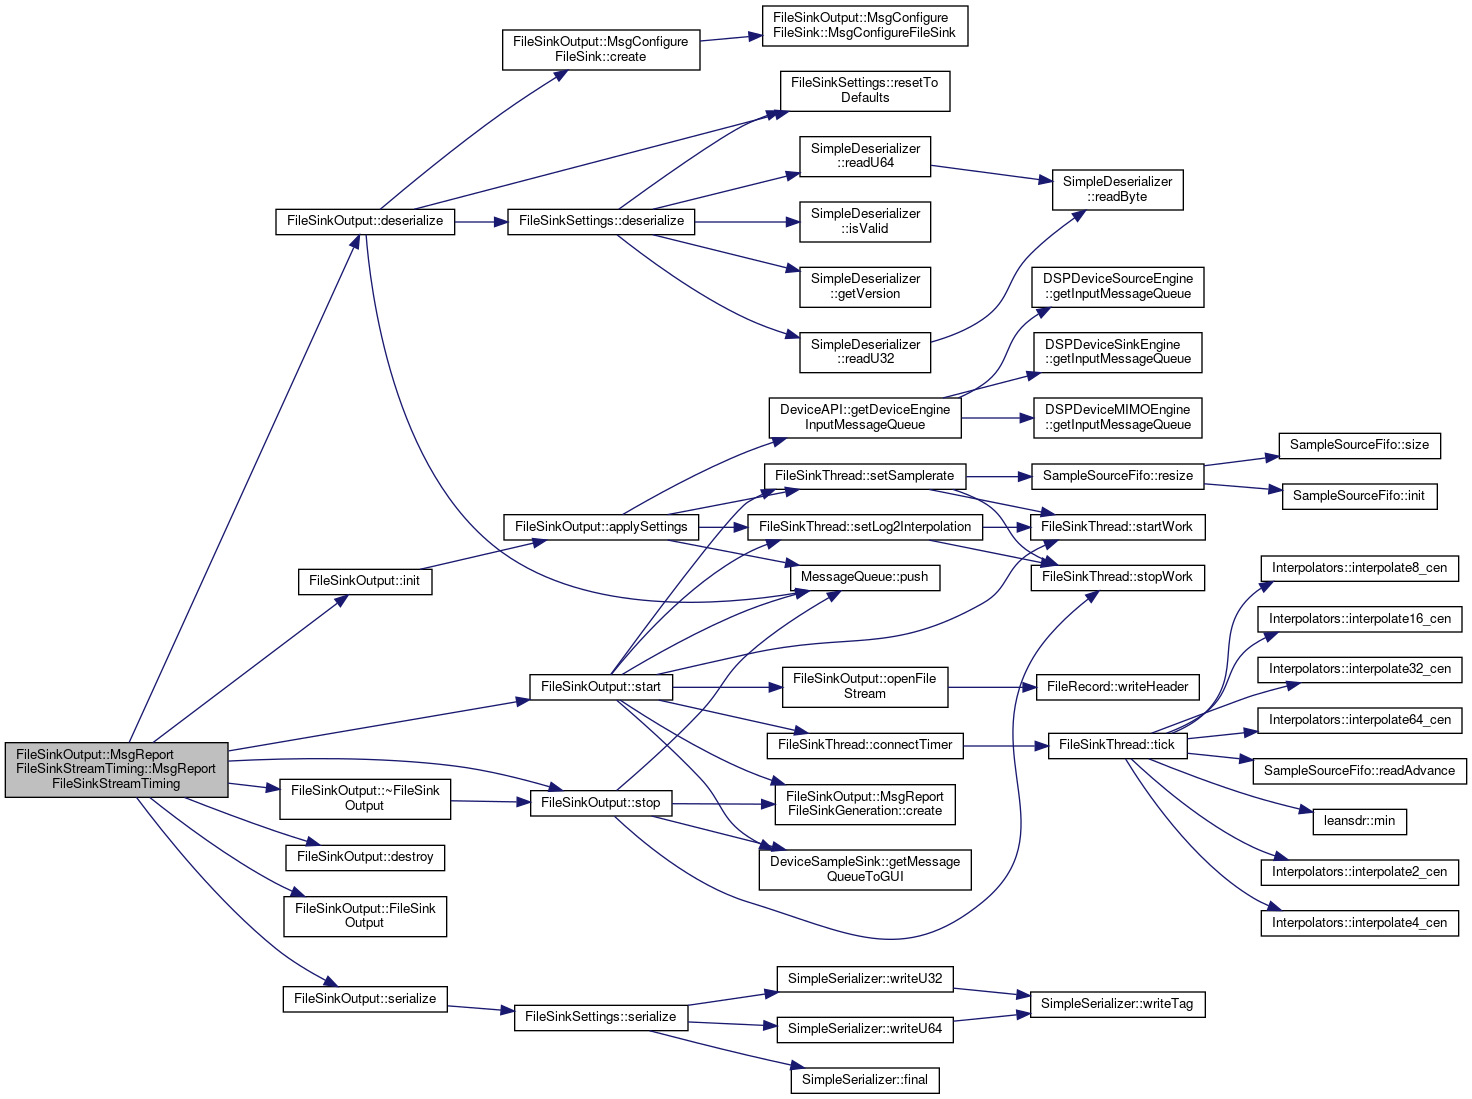 FileSinkOutput::MsgConfigure
FileSink::MsgConfigureFileSink
FileSinkOutput::MsgConfigure
FileSink::create
FileSinkSettings::resetTo
Defaults
SimpleDeserializer
::readU64
SimpleDeserializer
::readByte
FileSinkOutput::deserialize
FileSinkSettings::deserialize
SimpleDeserializer
::isValid
SimpleDeserializer
::getVersion
DSPDeviceSourceEngine
::getInputMessageQueue
SimpleDeserializer
::readU32
DSPDeviceSinkEngine
::getInputMessageQueue
DeviceAPI::getDeviceEngine
InputMessageQueue
DSPDeviceMIMOEngine
::getInputMessageQueue
SampleSourceFifo::size
FileSinkThread::setSamplerate
SampleSourceFifo::resize
SampleSourceFifo::init
FileSinkOutput::applySettings
FileSinkThread::setLog2Interpolation
FileSinkThread::startWork
FileSinkOutput::init
MessageQueue::push
FileSinkThread::stopWork
Interpolators::interpolate8_cen
Interpolators::interpolate16_cen
Interpolators::interpolate32_cen
FileSinkOutput::start
FileSinkOutput::openFile
Stream
FileRecord::writeHeader
Interpolators::interpolate64_cen
FileSinkThread::connectTimer
FileSinkThread::tick
FileSinkOutput::MsgReport
FileSinkStreamTiming::MsgReport
FileSinkStreamTiming
SampleSourceFifo::readAdvance
FileSinkOutput::~FileSink
Output
FileSinkOutput::stop
FileSinkOutput::MsgReport
FileSinkGeneration::create
leansdr::min
FileSinkOutput::destroy
DeviceSampleSink::getMessage
QueueToGUI
Interpolators::interpolate2_cen
FileSinkOutput::FileSink
Output
Interpolators::interpolate4_cen
FileSinkOutput::serialize
FileSinkSettings::serialize
SimpleSerializer::writeU32
SimpleSerializer::writeTag
SimpleSerializer::writeU64
SimpleSerializer::final